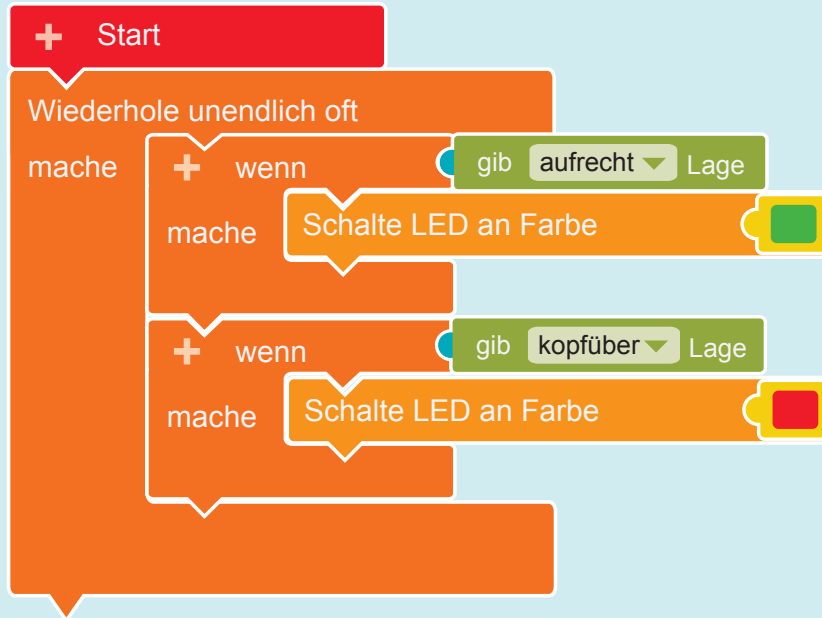 Start
Wiederhole unendlich oft
mache
wenn
gib aufrecht Lage
mache
Schalte LED an Farbe
wenn
gib kopfüber Lage
mache
Schalte LED an Farbe